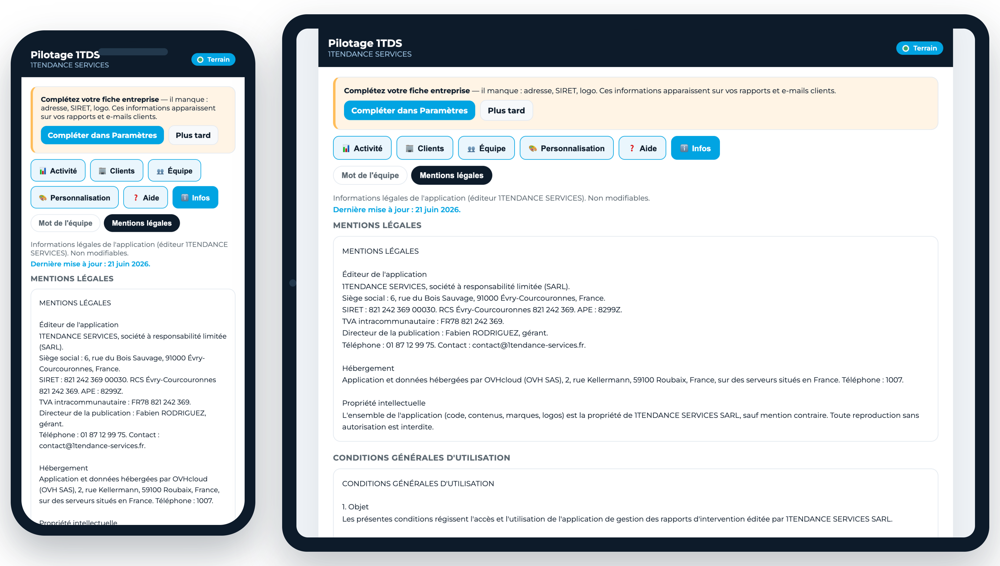 Pilotage 1TDS
1TENDANCE SERVICES
Terrain
Complétez votre fiche entreprise — il manque :
adresse, SIRET, logo. Ces informations apparaissent
sur vos rapports et e-mails clients.
Compléter dans Paramètres
Plus tard
Activité
Clients
Équipe
Personnalisation
Aide
Infos
Mot de l'équipe
Mentions légales
Informations légales de l'application (éditeur 1TENDANCE
SERVICES). Non modifiables.
Dernière mise à jour : 21 juin 2026.
MENTIONS LÉGALES
MENTIONS LÉGALES
Éditeur de l'application
1TENDANCE SERVICES, société à responsabilité limitée
(SARL).
Siège social : 6, rue du Bois Sauvage, 91000 Évry-
Courcouronnes, France.
SIRET : 821 242 369 00030. RCS Évry-Courcouronnes
821 242 369. APE : 8299Z.
TVA intracommunautaire : FR78 821 242 369.
Directeur de la publication : Fabien RODRIGUEZ,
gérant.
Téléphone : 01 87 12 99 75. Contact :
contact@1tendance-services.fr.
Hébergement
Application et données hébergées par OVHcloud
(OVH SAS), 2, rue Kellermann, 59100 Roubaix, France,
sur des serveurs situés en France. Téléphone : 1007.
Propriété intellectuelle
Pilotage 1TDS
1TENDANCE SERVICES
Terrain
Complétez votre fiche entreprise — il manque : adresse, SIRET, logo. Ces informations apparaissent sur vos rapports et e-mails clients.
Compléter dans Paramètres
Plus tard
Activité
Clients
Équipe
Personnalisation
Aide
Infos
Mot de l'équipe
Mentions légales
Informations légales de l'application (éditeur 1TENDANCE SERVICES). Non modifiables.
Dernière mise à jour : 21 juin 2026.
MENTIONS LÉGALES
MENTIONS LÉGALES
Éditeur de l'application
1TENDANCE SERVICES, société à responsabilité limitée (SARL).
Siège social : 6, rue du Bois Sauvage, 91000 Évry-Courcouronnes, France.
SIRET : 821 242 369 00030. RCS Évry-Courcouronnes 821 242 369. APE : 8299Z.
TVA intracommunautaire : FR78 821 242 369.
Directeur de la publication : Fabien RODRIGUEZ, gérant.
Téléphone : 01 87 12 99 75. Contact : contact@1tendance-services.fr.
Hébergement
Application et données hébergées par OVHcloud (OVH SAS), 2, rue Kellermann, 59100 Roubaix, France, sur des serveurs situés en France. Téléphone : 1007.
Propriété intellectuelle
L'ensemble de l'application (code, contenus, marques, logos) est la propriété de 1TENDANCE SERVICES SARL, sauf mention contraire. Toute reproduction sans
autorisation est interdite.
CONDITIONS GÉNÉRALES D'UTILISATION
CONDITIONS GÉNÉRALES D'UTILISATION
1. Objet
Les présentes conditions régissent l'accès et l'utilisation de l'application de gestion des rapports d'intervention éditée par 1TENDANCE SERVICES SARL.